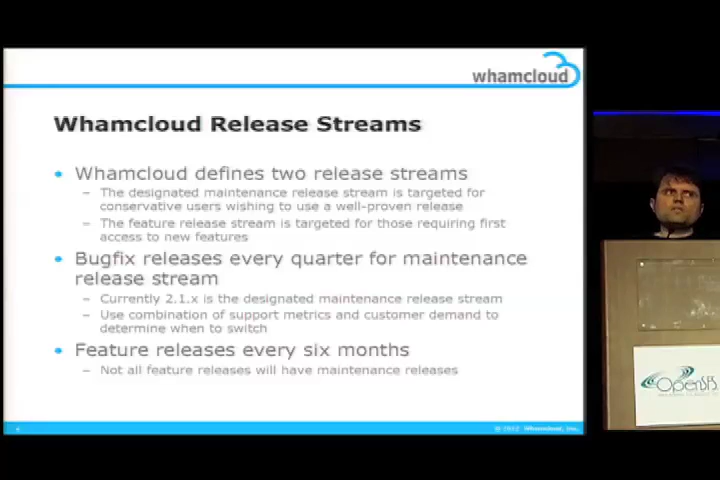 whamcloud
Whamcloud Release Streams
• Whamcloud defines two release streams
– The designated maintenance release stream is targeted for
conservative users wishing to use a well-proven release
– The feature release stream is targeted for those requiring first
access to new features
• Bugfix releases every quarter for maintenance
release stream
– Currently 2.1.x is the designated maintenance release stream
– Use combination of support metrics and customer demand to
determine when to switch
• Feature releases every six months
– Not all feature releases will have maintenance releases
© 2012 Whamcloud, Inc.
OpenSFS